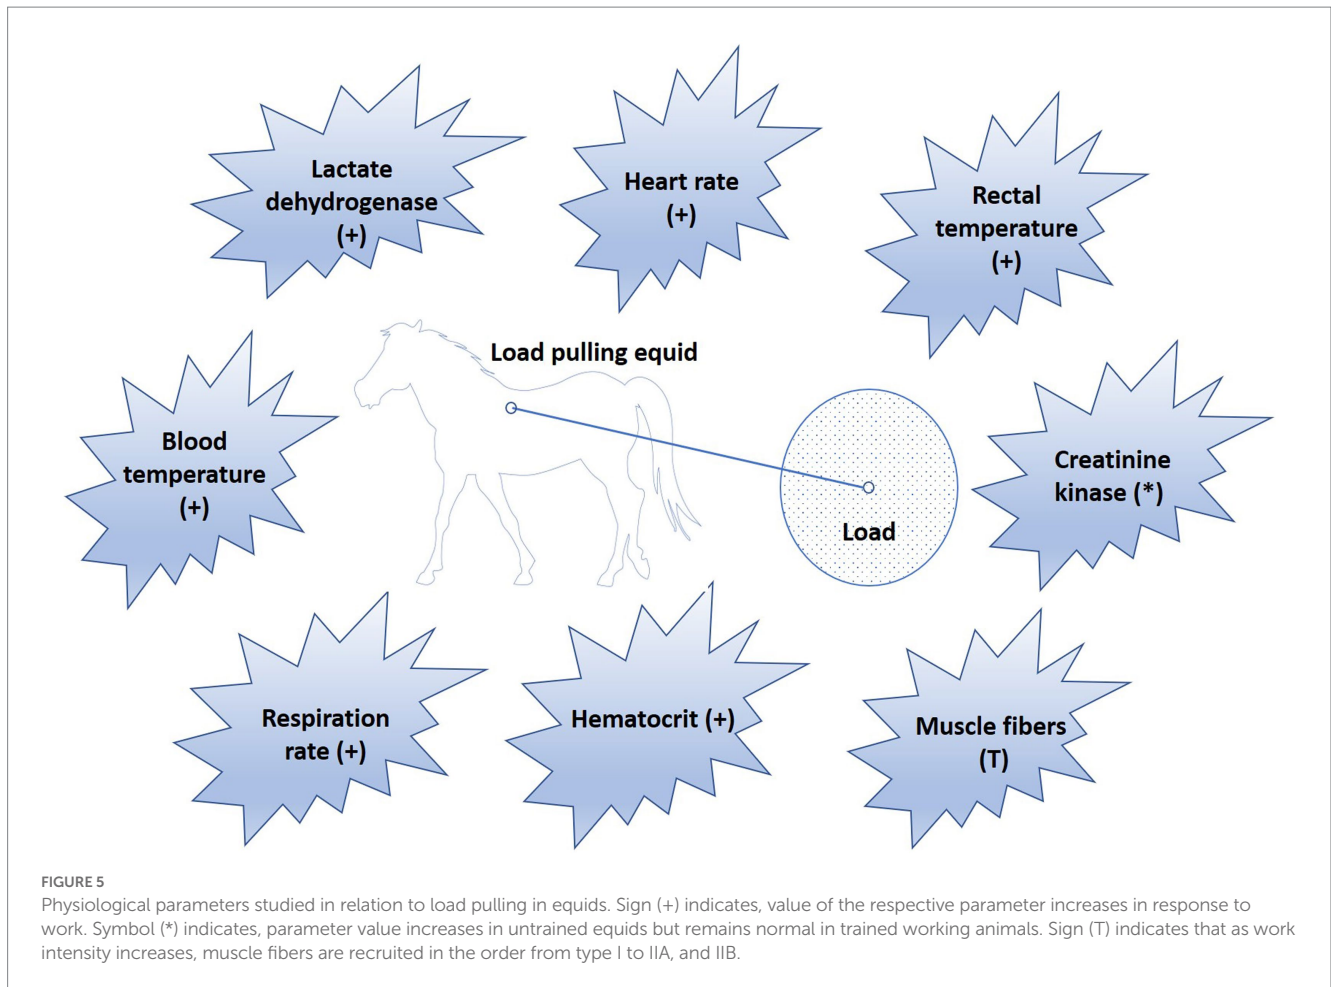 Lactate
dehydrogenase
(+)
Heart rate
(+)
Rectal
temperature
(+)
Load pulling equid
Blood
temperature
(+)
Creatinine
kinase (*)
Load
Respiration
rate (+)
Hematocrit (+)
Muscle fibers
(T)
FIGURE 5
Physiological parameters studied in relation to load pulling in equids. Sign (+) indicates, value of the respective parameter increases in response to
work. Symbol (*) indicates, parameter value increases in untrained equids but remains normal in trained working animals. Sign (T) indicates that as work
intensity increases, muscle fibers are recruited in the order from type I to IIA, and IIB.